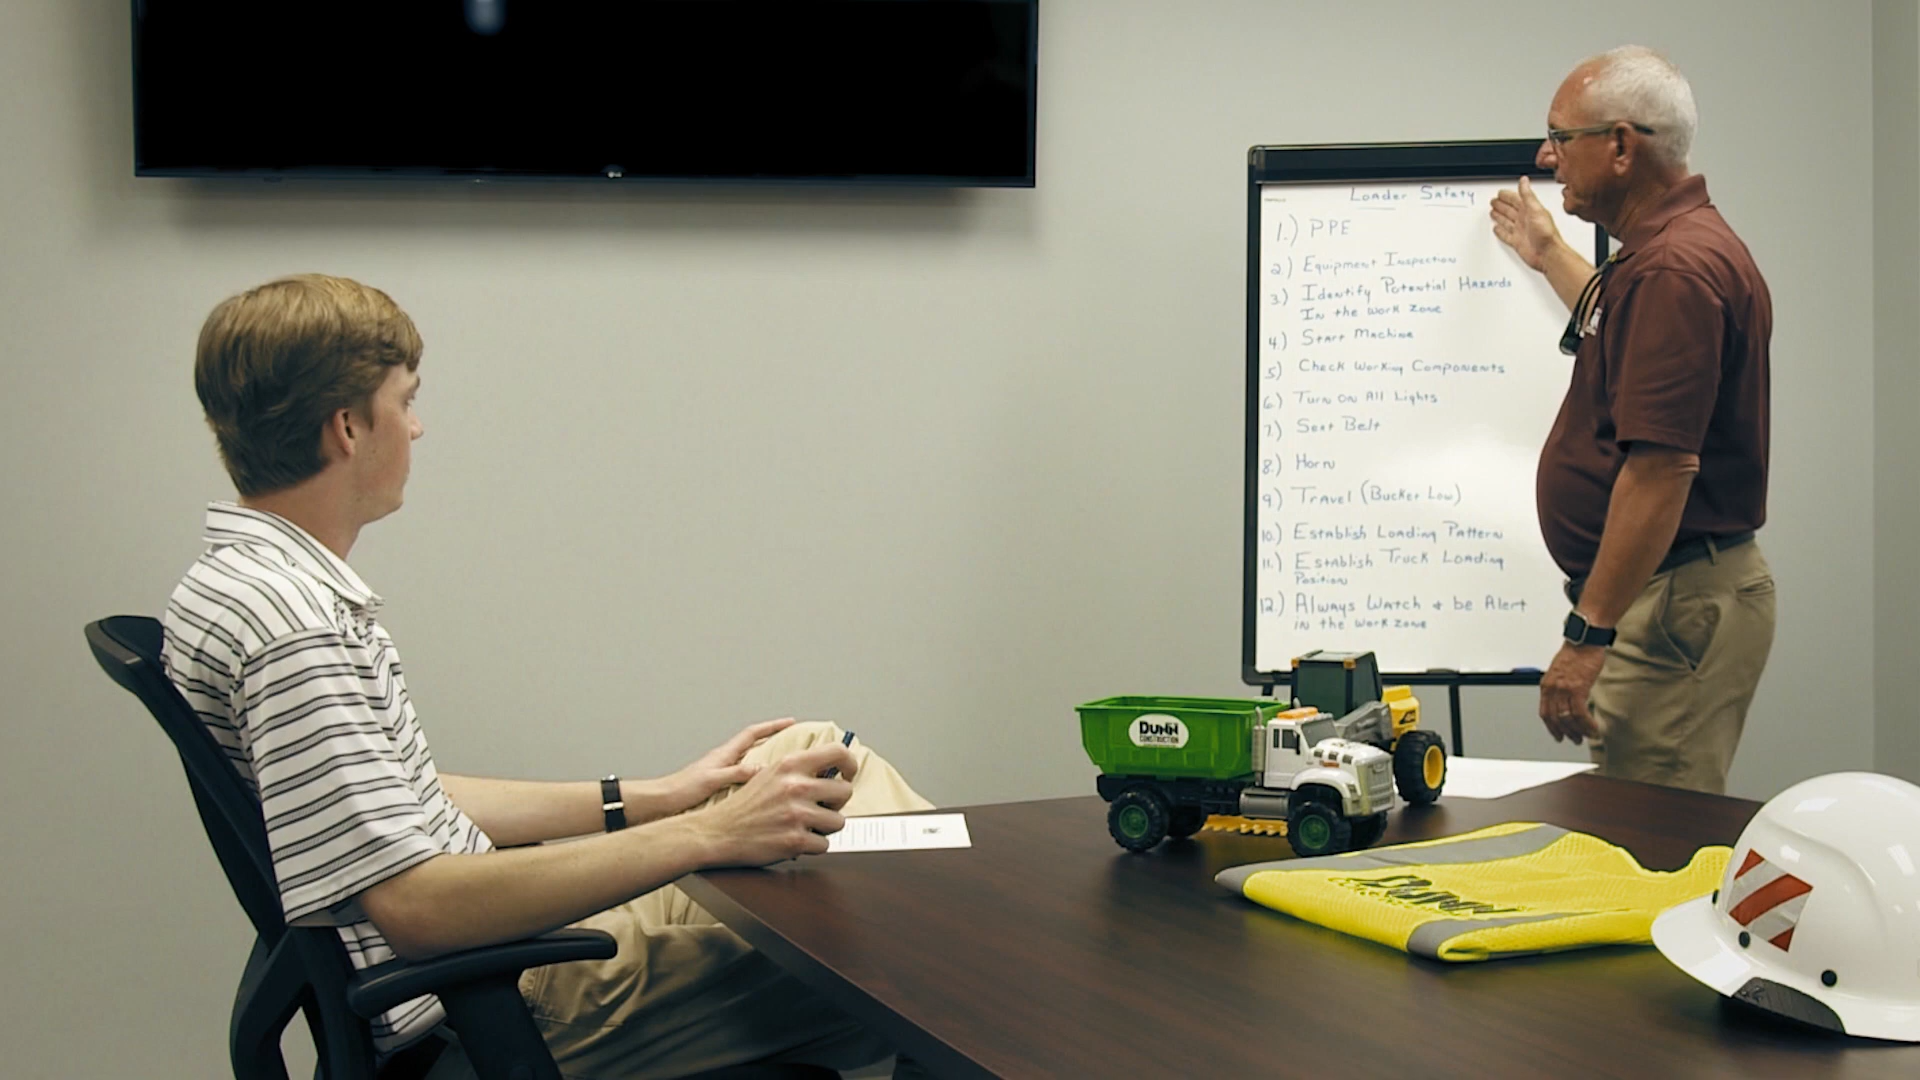 Loader Safety
1.) PPE
2.) Equipment Inspection
3.) Identify Potential Hazards
In the work zone
4.) Start Machine
5) Check Working Components
6.) Turn On All Lights
7.) Seat Belt
8.) Horn
9.) Travel (Bucket Low)
10.) Establish Loading Pattern
11.) Establish Truck Loading
Position
12.) Always Watch & be Alert
in the work zone
LG
DUNN
CONSTRUCTION